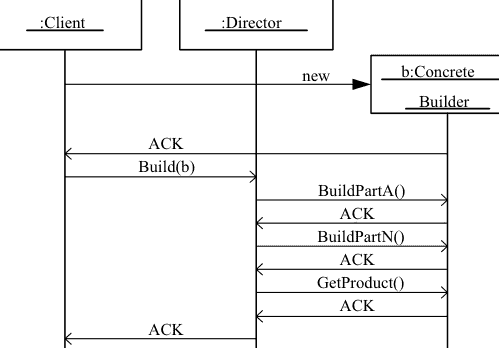 :Client
:Director
b:Concrete
Builder
new
ACK
Build(b)
BuildPartA()
ACK
BuildPartN()
ACK
GetProduct()
ACK
ACK